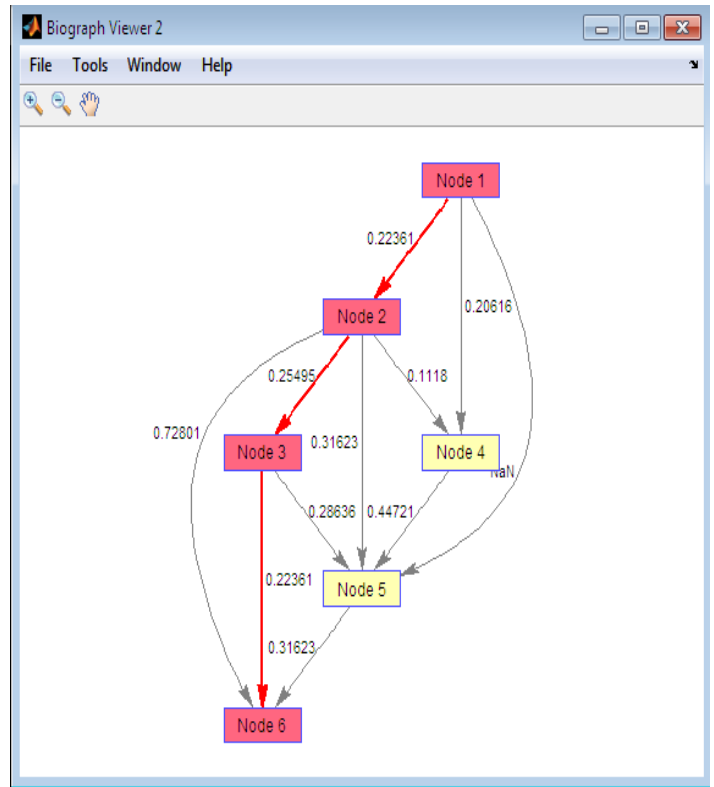 Biograph Viewer 2
File Tools Window Help
Node 1
0.22361
0.20616
Node 2
0.25495
0.1118
0.72801
0.31623
Node 3
Node 4
NaN
0.28636
0.44721
0.22361
Node 5
0.31623
Node 6